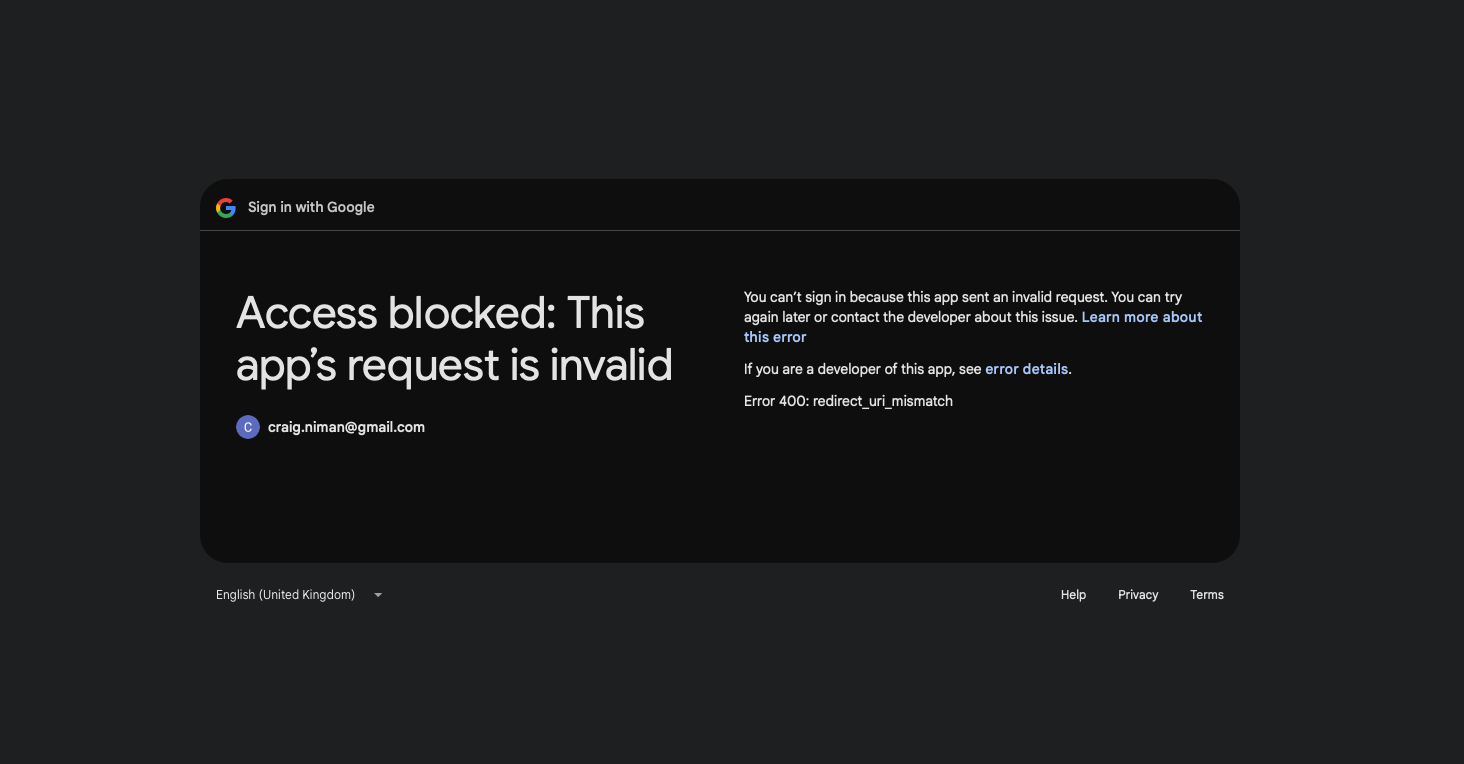 Sign in with Google
Access blocked: This
app’s request is invalid
C
craig.niman@gmail.com
You can’t sign in because this app sent an invalid request. You can try
again later or contact the developer about this issue. Learn more about
this error
If you are a developer of this app, see error details.
Error 400: redirect_uri_mismatch
English (United Kingdom)
Help
Privacy
Terms